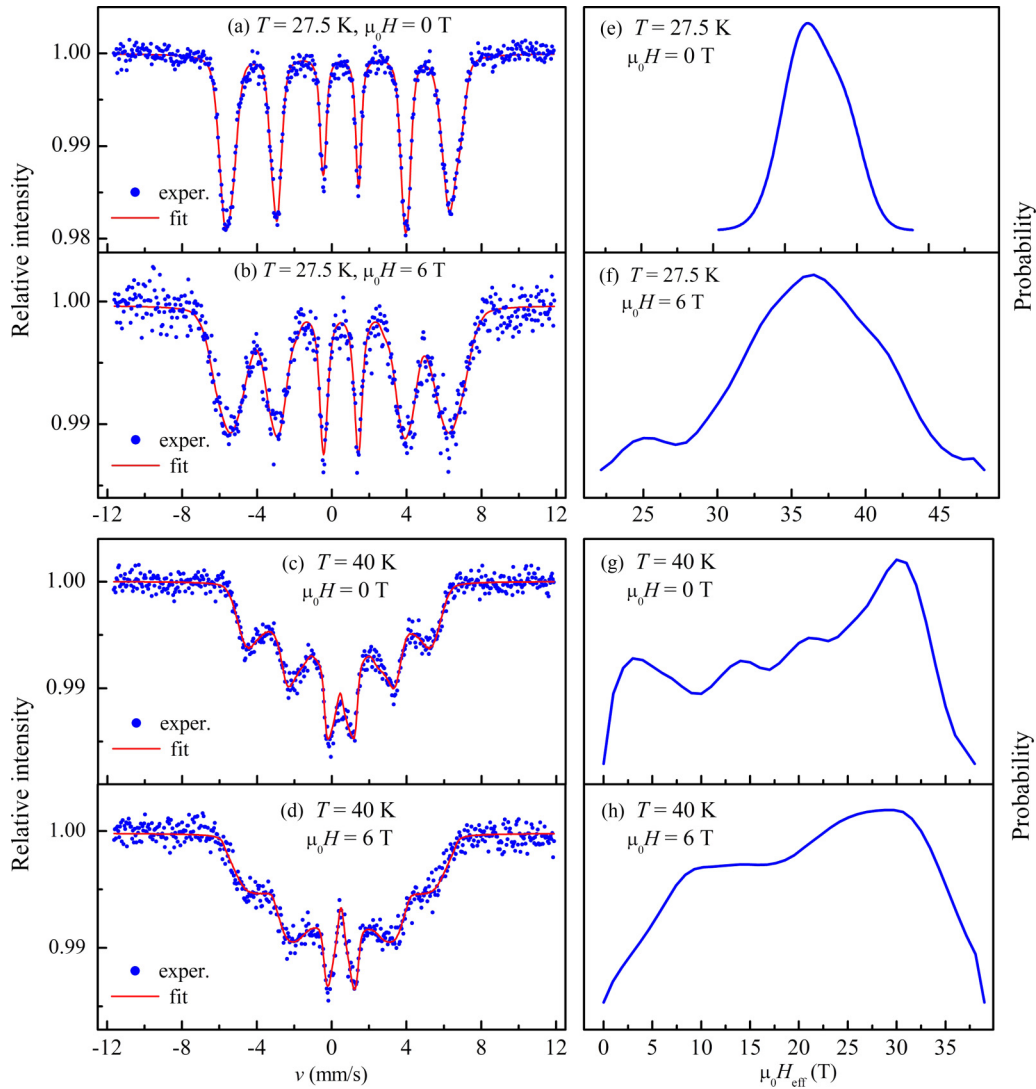 (a) T = 27.5 K, μ0H = 0 T
1.00
0.99
0.98
exper.
fit
Relative intensity
(b) T = 27.5 K, μ0H = 6 T
1.00
0.99
exper.
fit
-12 -8 -4 0 4 8 12
(e) T = 27.5 K
μ0H = 0 T
Probability
(f) T = 27.5 K
μ0H = 6 T
25 30 35 40 45
(c) T = 40 K
μ0H = 0 T
1.00
0.99
exper.
fit
Relative intensity
(d) T = 40 K
μ0H = 6 T
1.00
0.99
exper.
fit
-12 -8 -4 0 4 8 12
v (mm/s)
(g) T = 40 K
μ0H = 0 T
Probability
(h) T = 40 K
μ0H = 6 T
0 5 10 15 20 25 30 35
μ0Heff (T)